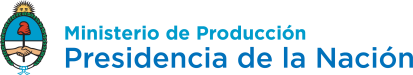 Ministerio de Producción
Presidencia de la Nación